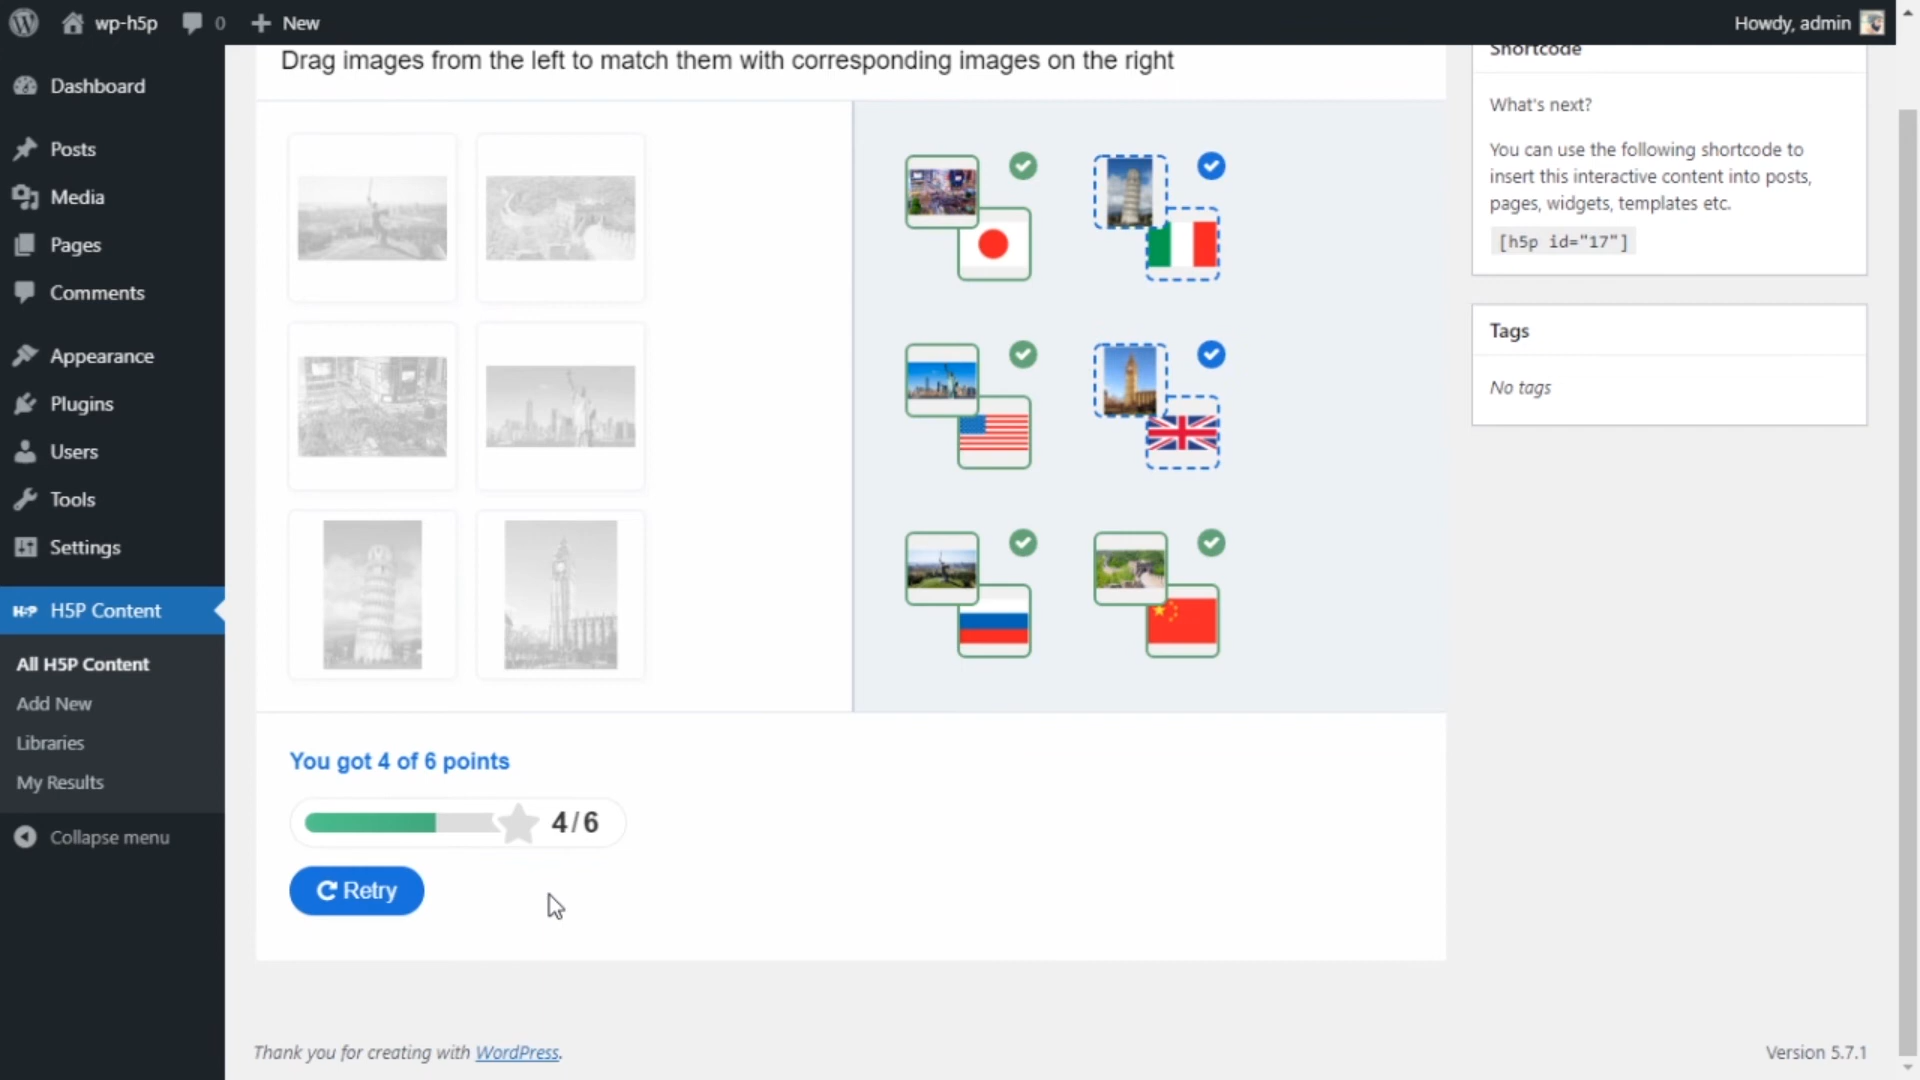 wp-h5p
0
New
Howdy, admin
Dashboard
Posts
Media
Pages
Comments
Appearance
Plugins
Users
Tools
Settings
H5P
H5P Content
All H5P Content
Add New
Libraries
My Results
Collapse menu
Drag images from the left to match them with corresponding images on the right
You got 4 of 6 points
4/6
Retry
Shortcode
What's next?
You can use the following shortcode to
insert this interactive content into posts,
pages, widgets, templates etc.
[h5p id="17"]
Tags
No tags
Thank you for creating with WordPress.
Version 5.7.1